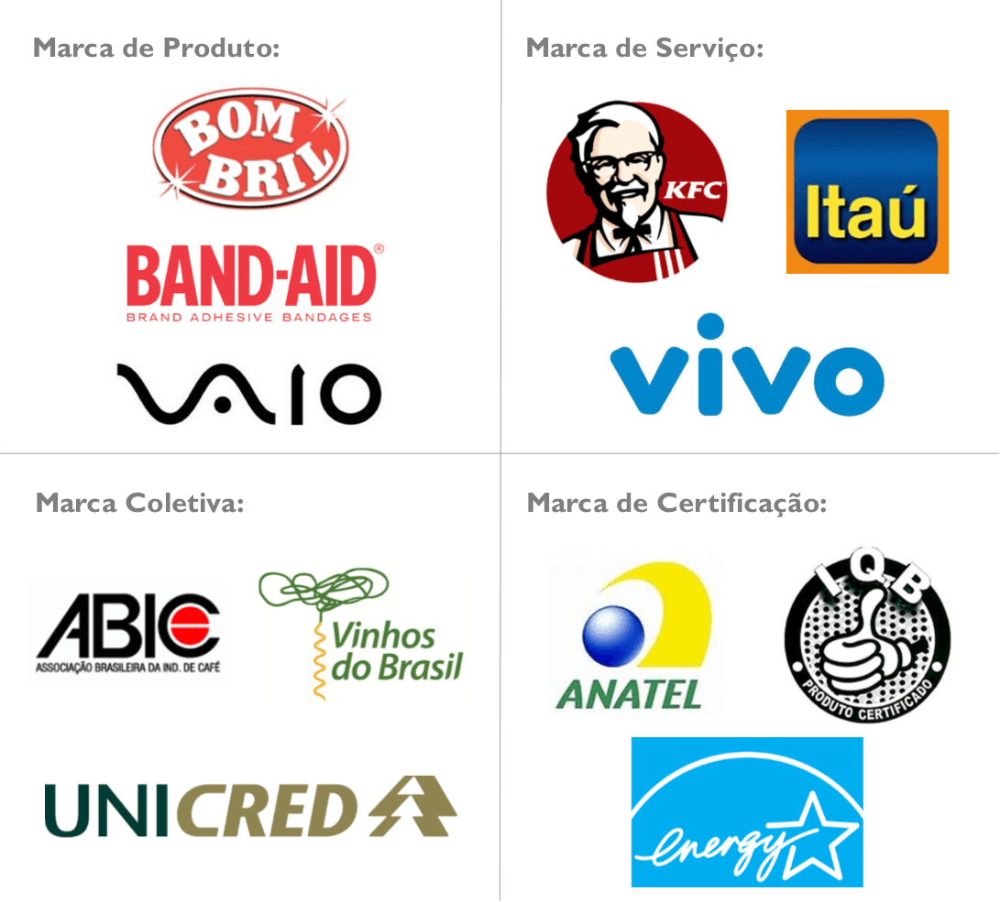 Marca de Produto:
BOM
BRIL
BAND-AID®
BRAND ADHESIVE BANDAGES
VAIO
Marca de Serviço:
KFC
Itaú
vivo
Marca Coletiva:
ABIC
ASSOCIAÇÃO BRASILEIRA DA IND. DE CAFÉ
Vinhos
do Brasil
UNICRED
Marca de Certificação:
ANATEL
IQB
PRODUTO CERTIFICADO
energy